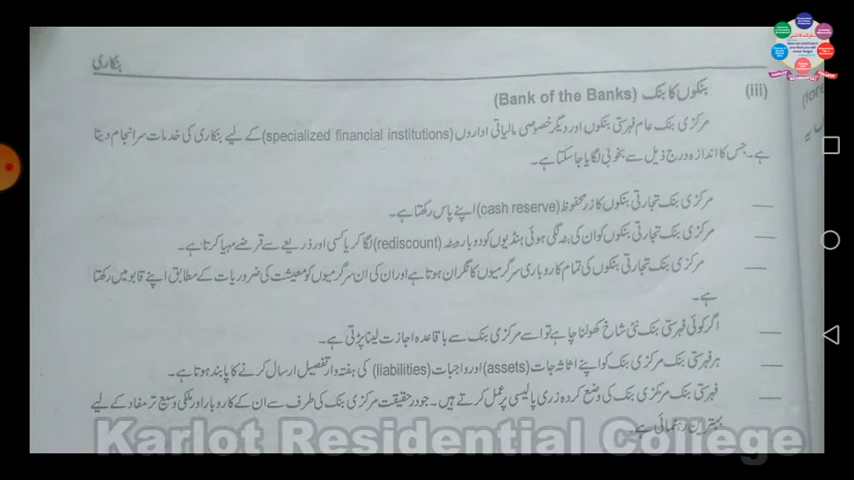 بنکاری
(iii) بنکوں کا بنک (Bank of the Banks)
مرکزی بنک عام فہرستی بنکوں اور دیگر خصوصی مالیاتی اداروں (specialized financial institutions) کے لیے بنکاری کی خدمات سرانجام دیتا
ہے۔ جس کا اندازہ درج ذیل سے بخوبی لگایا جا سکتا ہے۔
— مرکزی بنک تجارتی بنکوں کا زر محفوظ (cash reserve) اپنے پاس رکھتا ہے۔
— مرکزی بنک تجارتی بنکوں کو ان کی بٹہ لگی ہوئی ہنڈیوں کو دوبارہ بٹہ (rediscount) لگا کر یا کسی اور ذریعے سے قرضے مہیا کرتا ہے۔
— مرکزی بنک تجارتی بنکوں کی تمام کاروباری سرگرمیوں کا نگران ہوتا ہے اور ان کی ان سرگرمیوں کو معیشت کی ضروریات کے مطابق اپنے قابو میں رکھتا
ہے۔
— اگر کوئی فہرستی بنک نئی شاخ کھولنا چاہے تو اسے مرکزی بنک سے باقاعدہ اجازت لینا پڑتی ہے۔
— ہر فہرستی بنک مرکزی بنک کو اپنے اثاثہ جات (assets) اور واجبات (liabilities) کی ہفتہ وار تفصیل ارسال کرنے کا پابند ہوتا ہے۔
— فہرستی بنک مرکزی بنک کی وضع کردہ زری پالیسی پر عمل کرتے ہیں۔ جو در حقیقت مرکزی بنک کی طرف سے ان کے کاروبار اور ملکی وسیع تر مفاد کے لیے
بہترین رہنمائی ہے۔
Karlot Residential College